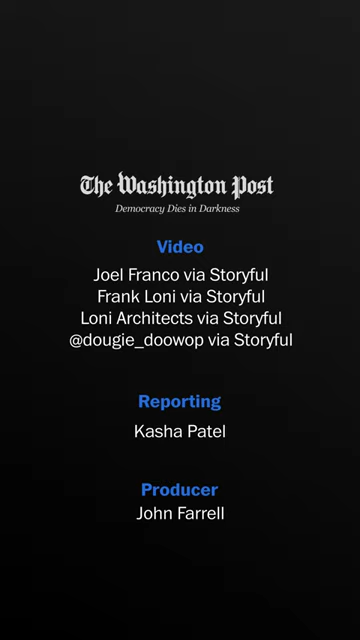 The Washington Post
Democracy Dies in Darkness
Video
Joel Franco via Storyful
Frank Loni via Storyful
Loni Architects via Storyful
@dougie_doowop via Storyful
Reporting
Kasha Patel
Producer
John Farrell